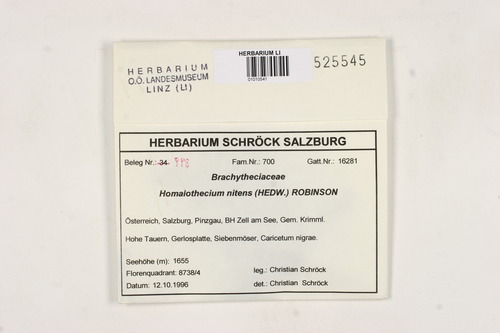 HERBARIUM
O.Ö. LANDESMUSEUM
LINZ (LI)
HERBARIUM LI
01010541
525545
HERBARIUM SCHRÖCK SALZBURG
Beleg Nr.: 34 Fam.Nr.: 700 Gatt.Nr.: 16281
Brachytheciaceae
Homalothecium nitens (HEDW.) ROBINSON
Österreich, Salzburg, Pinzgau, BH Zell am See, Gem. Krimml.
Hohe Tauern, Gerlosplatte, Siebenmöser, Caricetum nigrae.
Seehöhe (m): 1655
Florenquadrant: 8738/4 leg.: Christian Schröck
Datum: 12.10.1996 det.: Christian Schröck